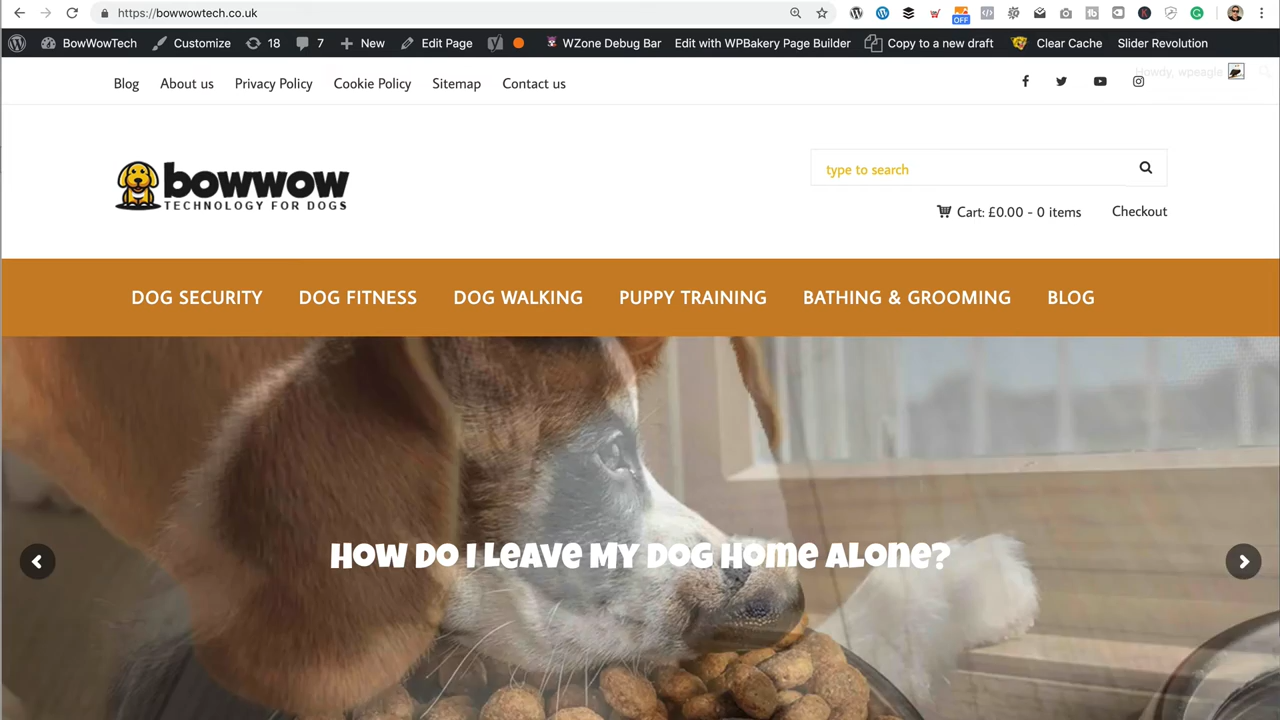 https://bowwowtech.co.uk
OFF
BowWowTech Customize 18 7 New Edit Page WZone Debug Bar Edit with WPBakery Page Builder Copy to a new draft Clear Cache Slider Revolution
Howdy, wpeagle
Blog About us Privacy Policy Cookie Policy Sitemap Contact us
bowwow
TECHNOLOGY FOR DOGS
type to search
Cart: £0.00 - 0 items Checkout
DOG SECURITY DOG FITNESS DOG WALKING PUPPY TRAINING BATHING & GROOMING BLOG
How Do I Leave My Dog Home Alone?